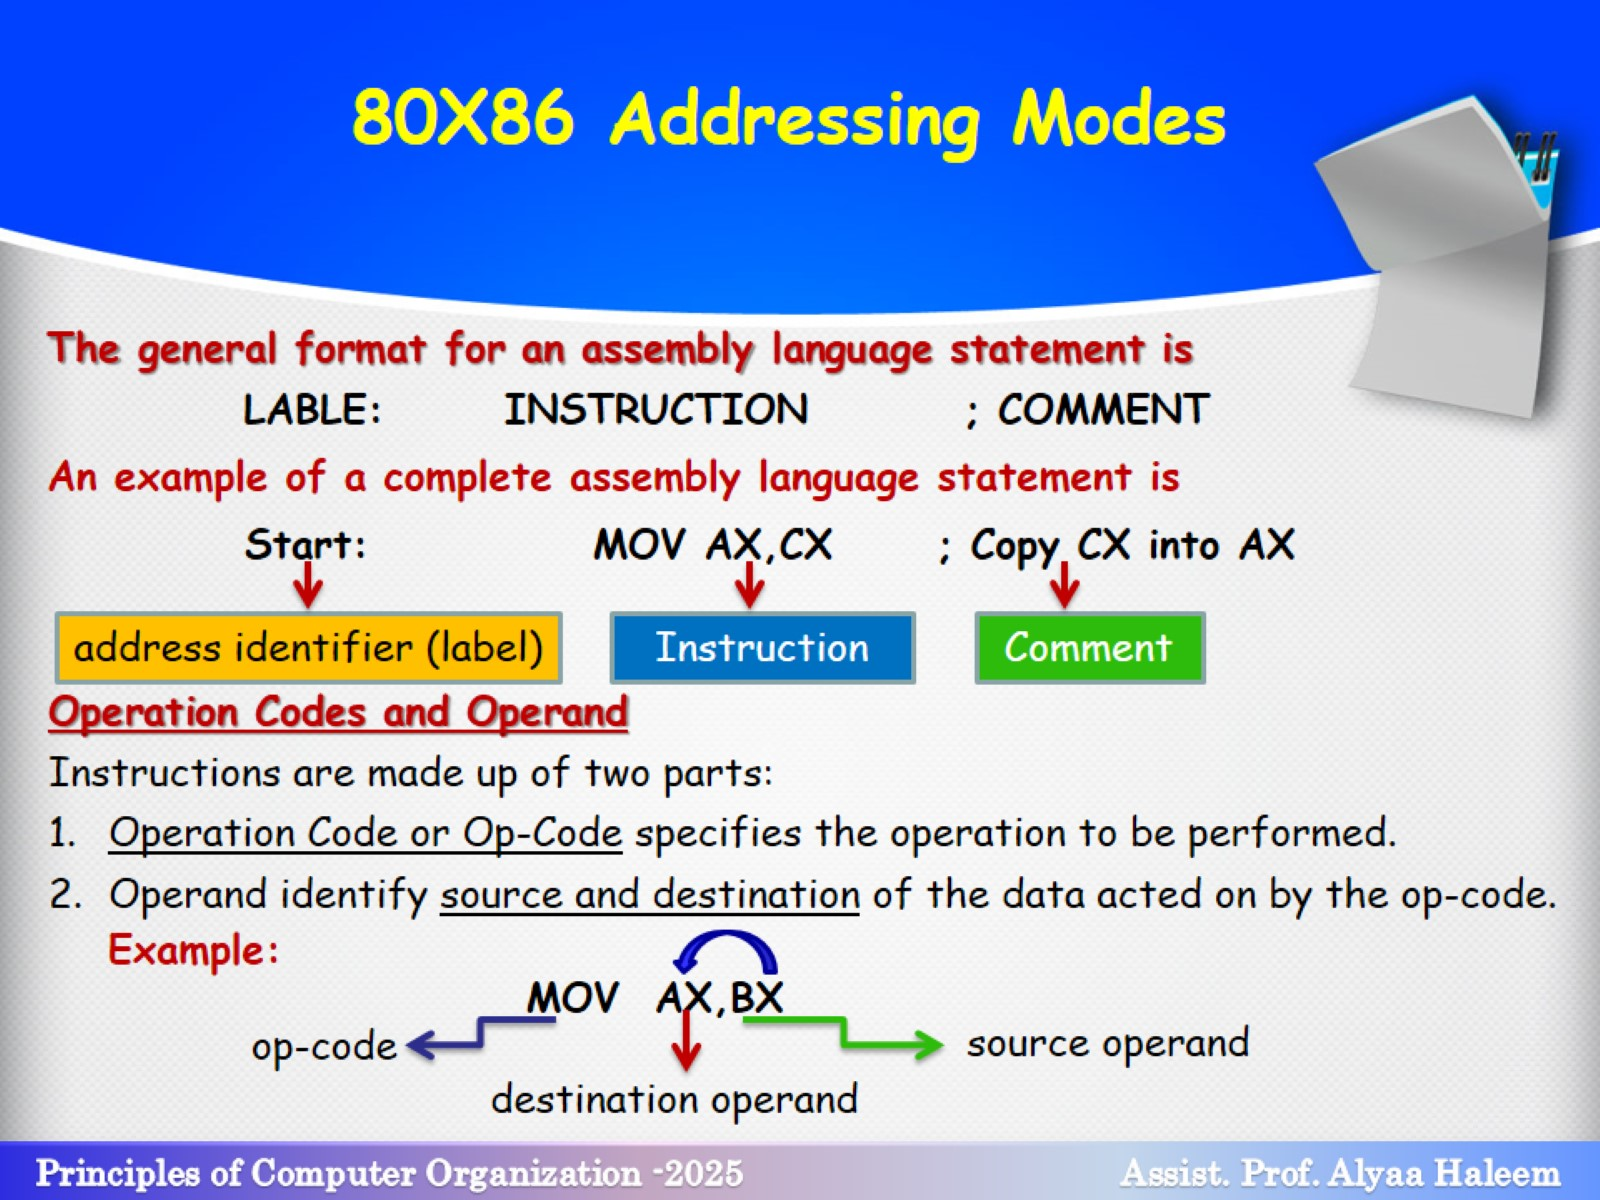 80X86 Addressing Modes
The general format for an assembly language statement is
LABLE: INSTRUCTION ; COMMENT
An example of a complete assembly language statement is
Start: MOV AX,CX ; Copy CX into AX
address identifier (label) Instruction Comment
Operation Codes and Operand
Instructions are made up of two parts:
1. Operation Code or Op-Code specifies the operation to be performed.
2. Operand identify source and destination of the data acted on by the op-code.
Example:
MOV AX,BX
op-code source operand
destination operand
Principles of Computer Organization -2025 Assist. Prof. Alyaa Haleem